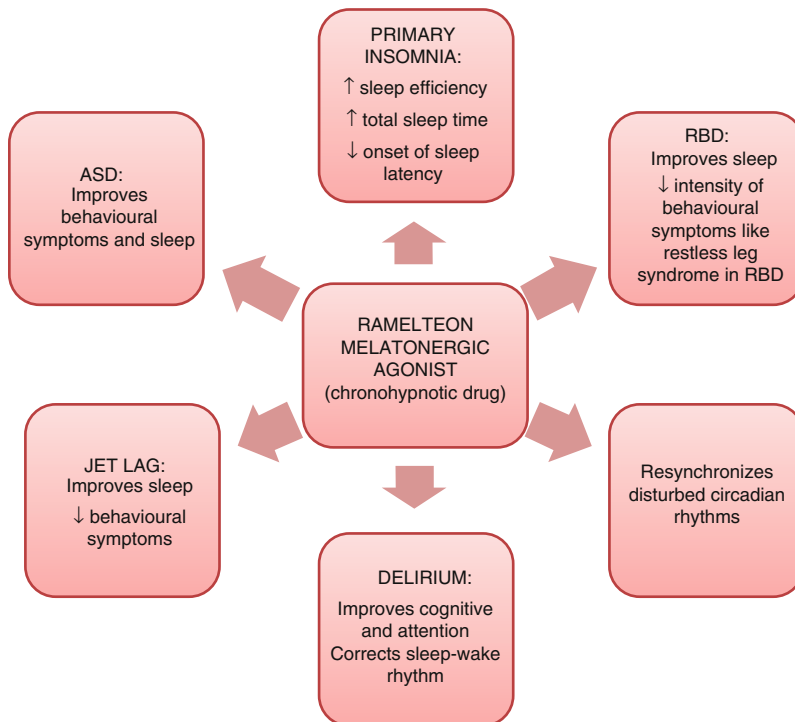 PRIMARY
INSOMNIA:
↑ sleep efficiency
↑ total sleep time
↓ onset of sleep
latency
ASD:
Improves
behavioural
symptoms and sleep
RBD:
Improves sleep
↓ intensity of
behavioural
symptoms like
restless leg
syndrome in RBD
RAMELTEON
MELATONERGIC
AGONIST
(chronohypnotic drug)
JET LAG:
Improves sleep
↓ behavioural
symptoms
Resynchronizes
disturbed circadian
rhythms
DELIRIUM:
Improves cognitive
and attention
Corrects sleep-wake
rhythm